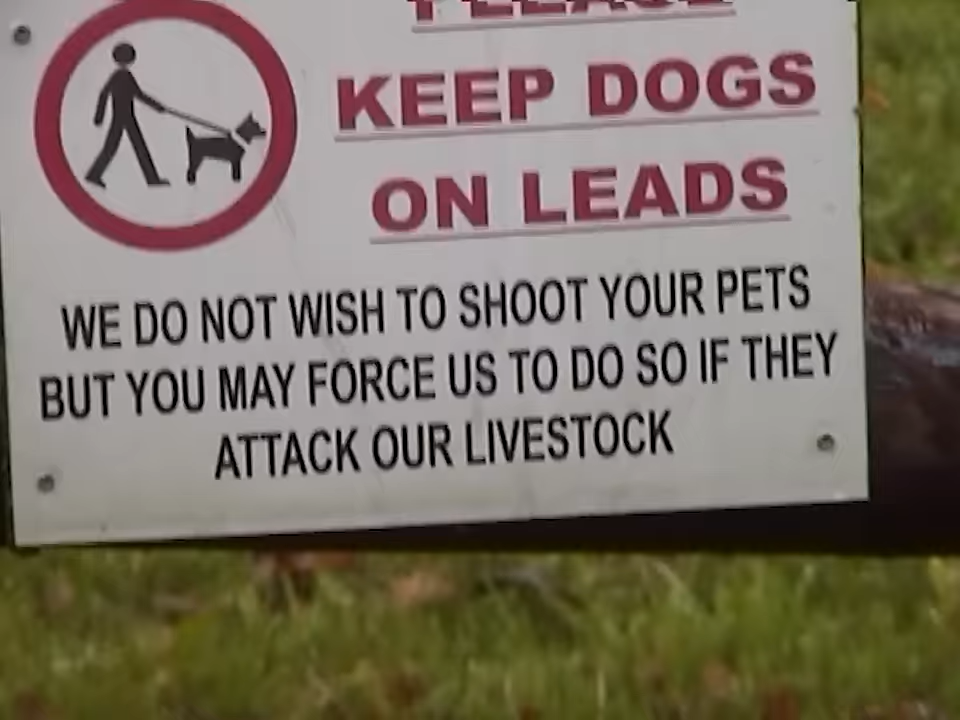 PLEASE
KEEP DOGS
ON LEADS
WE DO NOT WISH TO SHOOT YOUR PETS
BUT YOU MAY FORCE US TO DO SO IF THEY
ATTACK OUR LIVESTOCK